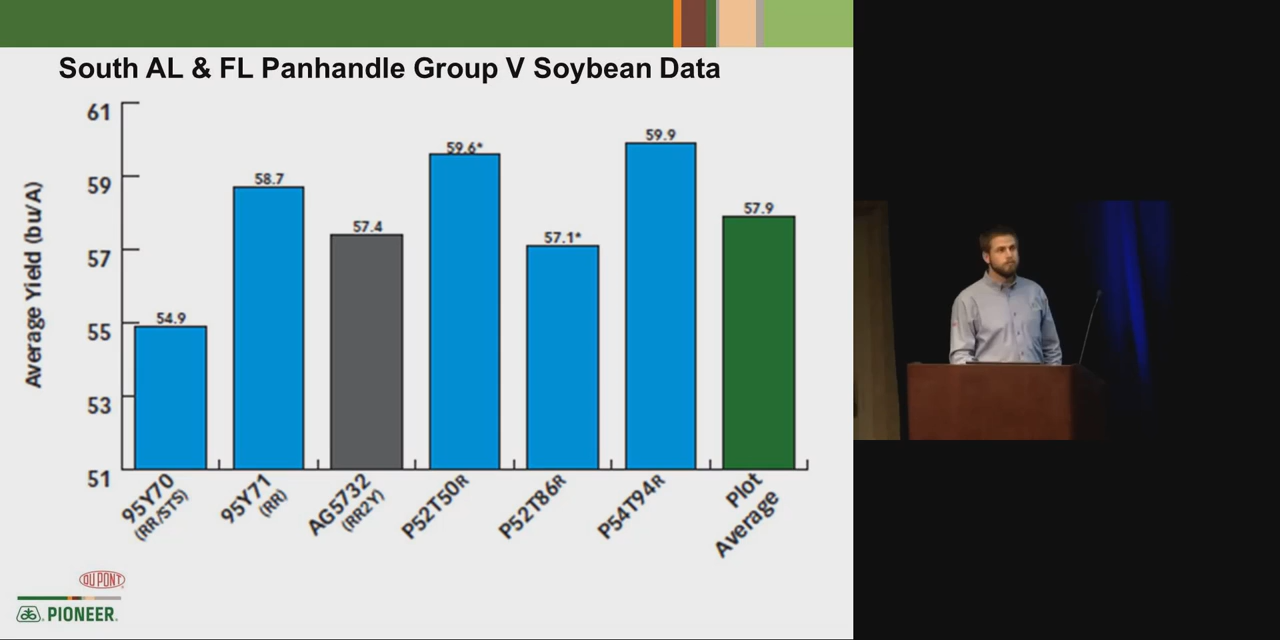 South AL & FL Panhandle Group V Soybean Data
Average Yield (bu/A)
61
59
57
55
53
51
54.9
58.7
57.4
59.6*
57.1*
59.9
57.9
95Y70
(RR/STS)
95Y71
(RR)
AG5732
(RR2Y)
P52T50R
P52T86R
P54T94R
Plot
Average
DUPONT
PIONEER.